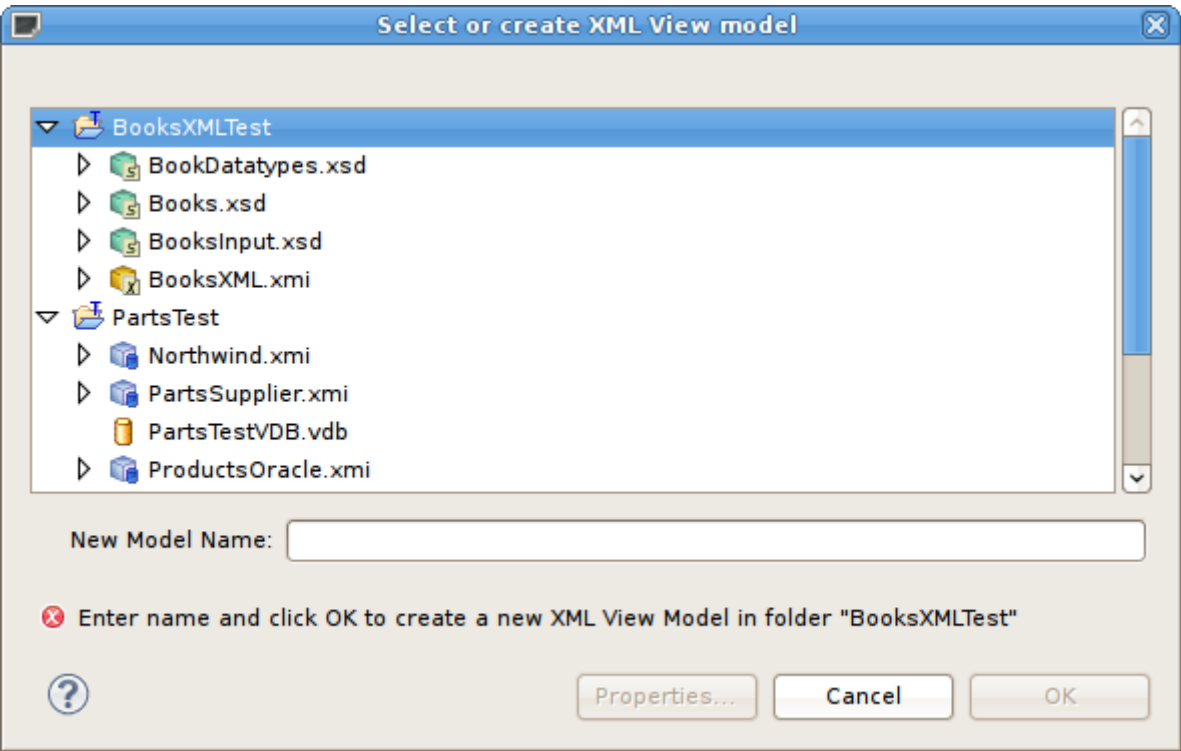 Select or create XML View model
BooksXMLTest
BookDatatypes.xsd
Books.xsd
BooksInput.xsd
BooksXML.xmi
PartsTest
Northwind.xmi
PartsSupplier.xmi
PartsTestVDB.vdb
ProductsOracle.xmi
New Model Name:
Enter name and click OK to create a new XML View Model in folder "BooksXMLTest"
Properties... Cancel OK